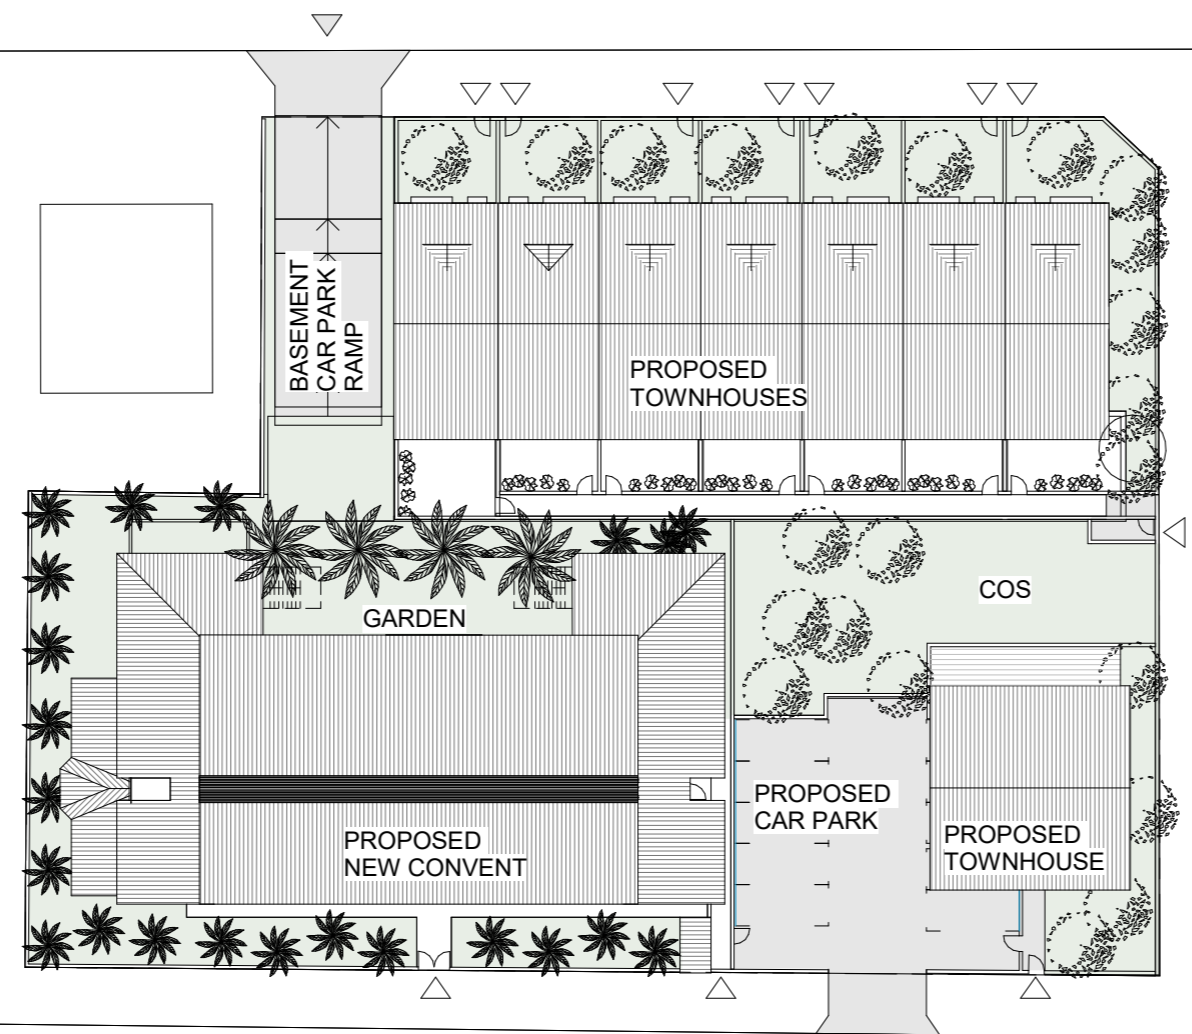 BASEMENT
CAR PARK
RAMP
PROPOSED
TOWNHOUSES
COS
GARDEN
PROPOSED
CAR PARK
PROPOSED
NEW CONVENT
PROPOSED
TOWNHOUSE